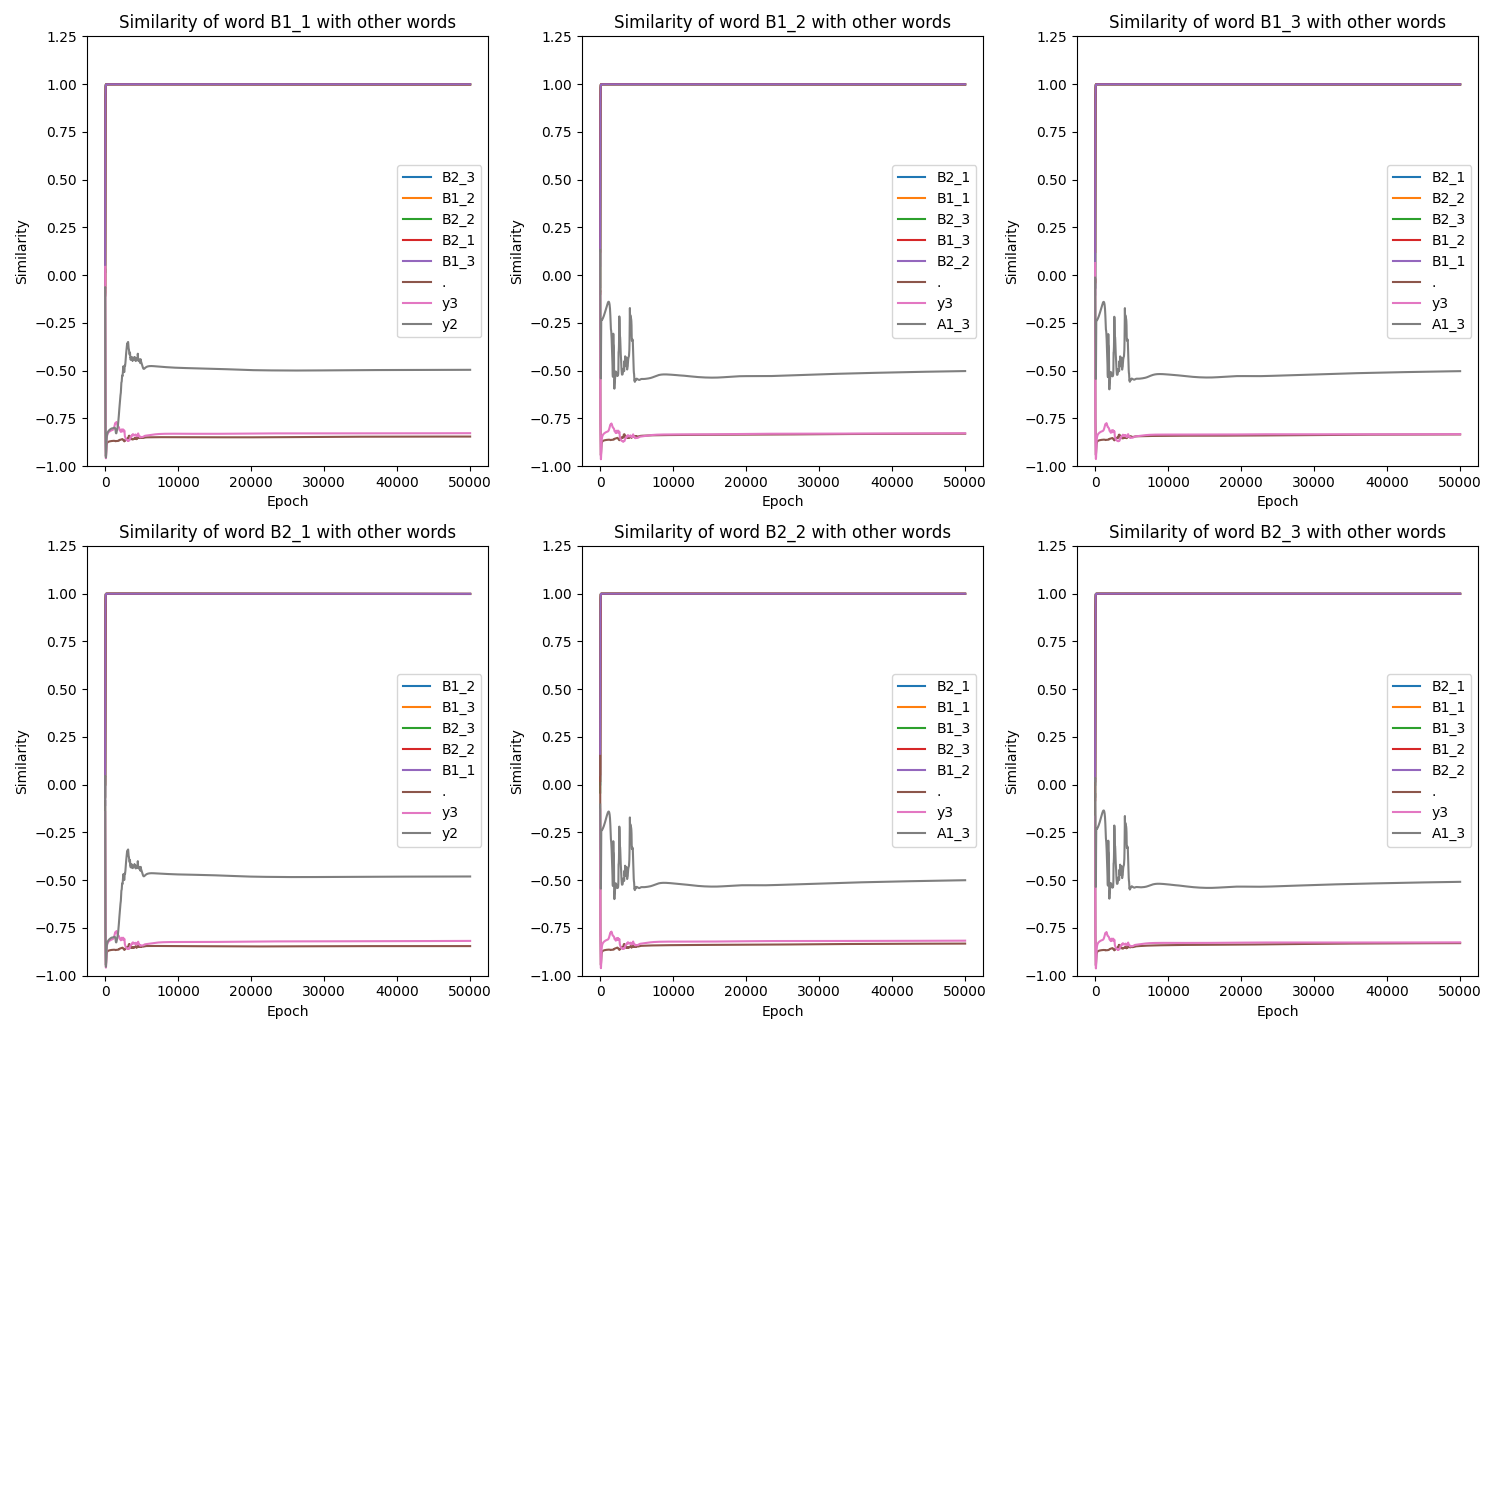 Similarity of word B1_1 with other words
1.25
1.00
0.75
0.50
0.25
0.00
−0.25
−0.50
−0.75
−1.00
Similarity
B2_3
B1_2
B2_2
B2_1
B1_3
.
y3
y2
0 10000 20000 30000 40000 50000
Epoch
Similarity of word B1_2 with other words
1.25
1.00
0.75
0.50
0.25
0.00
−0.25
−0.50
−0.75
−1.00
Similarity
B2_1
B1_1
B2_3
B1_3
B2_2
.
y3
A1_3
0 10000 20000 30000 40000 50000
Epoch
Similarity of word B1_3 with other words
1.25
1.00
0.75
0.50
0.25
0.00
−0.25
−0.50
−0.75
−1.00
Similarity
B2_1
B2_2
B2_3
B1_2
B1_1
.
y3
A1_3
0 10000 20000 30000 40000 50000
Epoch
Similarity of word B2_1 with other words
1.25
1.00
0.75
0.50
0.25
0.00
−0.25
−0.50
−0.75
−1.00
Similarity
B1_2
B1_3
B2_3
B2_2
B1_1
.
y3
y2
0 10000 20000 30000 40000 50000
Epoch
Similarity of word B2_2 with other words
1.25
1.00
0.75
0.50
0.25
0.00
−0.25
−0.50
−0.75
−1.00
Similarity
B2_1
B1_1
B1_3
B2_3
B1_2
.
y3
A1_3
0 10000 20000 30000 40000 50000
Epoch
Similarity of word B2_3 with other words
1.25
1.00
0.75
0.50
0.25
0.00
−0.25
−0.50
−0.75
−1.00
Similarity
B2_1
B1_1
B1_3
B1_2
B2_2
.
y3
A1_3
0 10000 20000 30000 40000 50000
Epoch